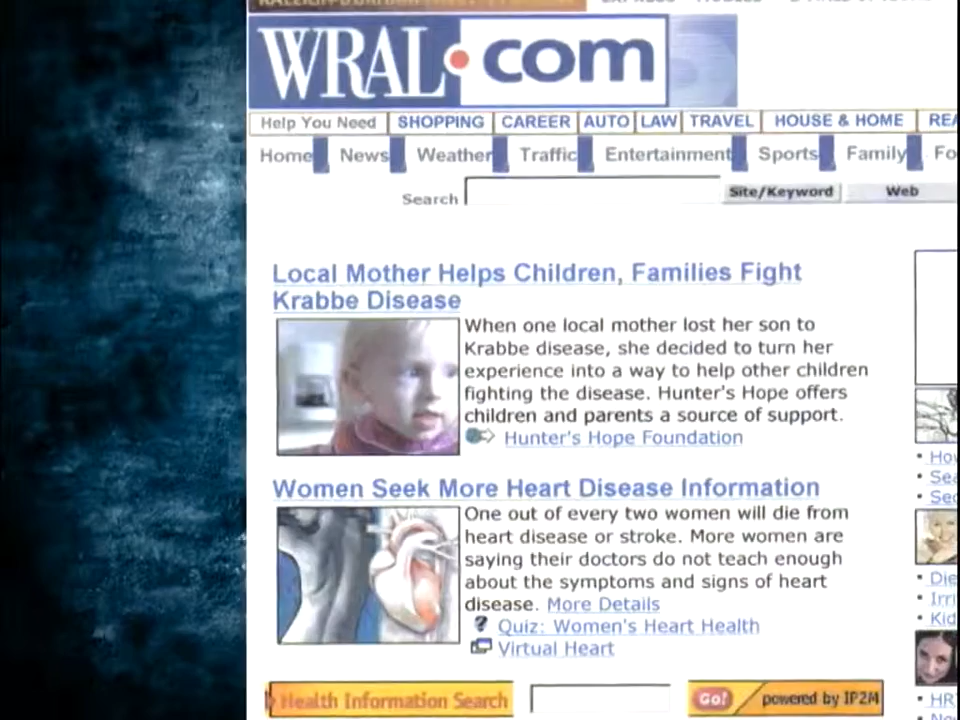 WRAL.com
Help You Need SHOPPING CAREER AUTO LAW TRAVEL HOUSE & HOME
Home News Weather Traffic Entertainment Sports Family
Search Site/Keyword Web
Local Mother Helps Children, Families Fight
Krabbe Disease
When one local mother lost her son to
Krabbe disease, she decided to turn her
experience into a way to help other children
fighting the disease. Hunter's Hope offers
children and parents a source of support.
Hunter's Hope Foundation
Women Seek More Heart Disease Information
One out of every two women will die from
heart disease or stroke. More women are
saying their doctors do not teach enough
about the symptoms and signs of heart
disease. More Details
? Quiz: Women's Heart Health
Virtual Heart
Health Information Search Go! powered by IP2M